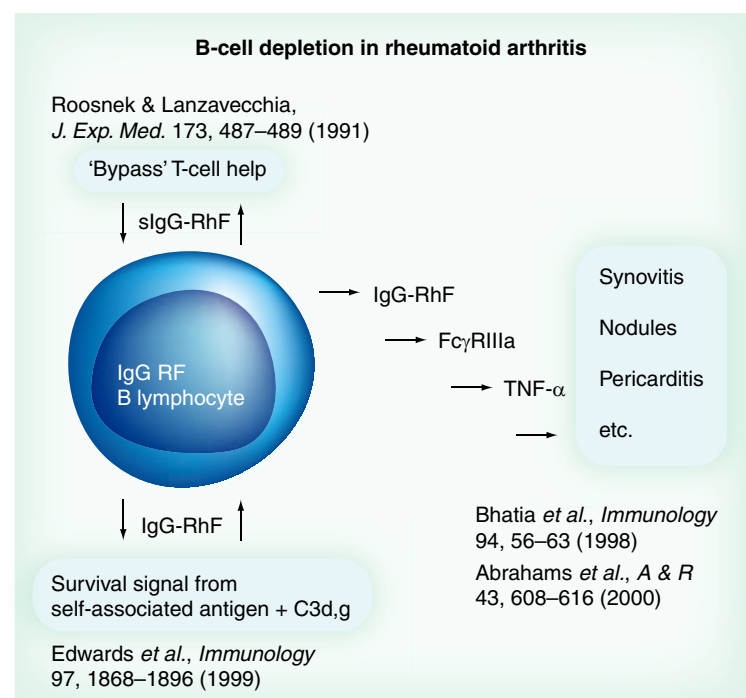 B-cell depletion in rheumatoid arthritis
Roosnek & Lanzavecchia,
J. Exp. Med. 173, 487–489 (1991)
‘Bypass’ T-cell help
sIgG-RhF
IgG RF
B lymphocyte
IgG-RhF
FcγRIIIa
TNF-α
Synovitis
Nodules
Pericarditis
etc.
IgG-RhF
Survival signal from
self-associated antigen + C3d,g
Edwards et al., Immunology
97, 1868–1896 (1999)
Bhatia et al., Immunology
94, 56–63 (1998)
Abrahams et al., A & R
43, 608–616 (2000)